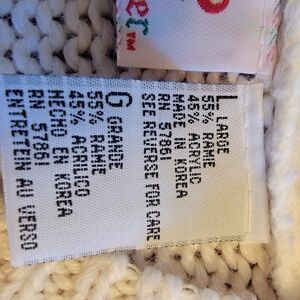 er™
L LARGE
55% RAMIE
45% ACRYLIC
MADE IN KOREA
RN 57861
SEE REVERSE FOR CARE
G GRANDE
55% RAMIE
45% ACRILICO
HECHO EN KOREA
RN 57861
ENTRETEIN AU VERSO